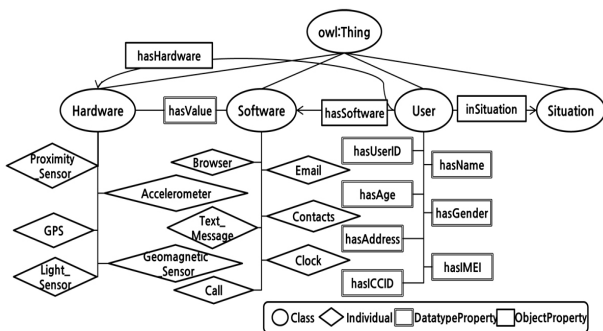 owl:Thing
hasHardware
Hardware
hasValue
Software
hasSoftware
User
inSituation
Situation
Proximity
_Sensor
Accelerometer
GPS
Light_
Sensor
Geomagnetic
Sensor
Browser
Email
Text_
Message
Contacts
Clock
Call
hasUserID
hasName
hasAge
hasGender
hasAddress
hasIMEI
hasICCID
Class
Individual
DatatypeProperty
ObjectProperty